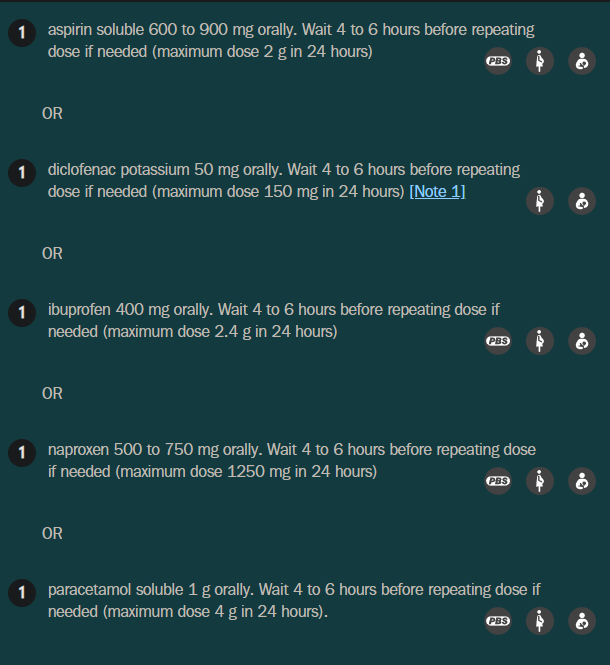 1 aspirin soluble 600 to 900 mg orally. Wait 4 to 6 hours before repeating
dose if needed (maximum dose 2 g in 24 hours)
PBS
OR
1 diclofenac potassium 50 mg orally. Wait 4 to 6 hours before repeating
dose if needed (maximum dose 150 mg in 24 hours) [Note 1]
OR
1 ibuprofen 400 mg orally. Wait 4 to 6 hours before repeating dose if
needed (maximum dose 2.4 g in 24 hours)
PBS
OR
1 naproxen 500 to 750 mg orally. Wait 4 to 6 hours before repeating dose
if needed (maximum dose 1250 mg in 24 hours)
PBS
OR
1 paracetamol soluble 1 g orally. Wait 4 to 6 hours before repeating dose if
needed (maximum dose 4 g in 24 hours).
PBS